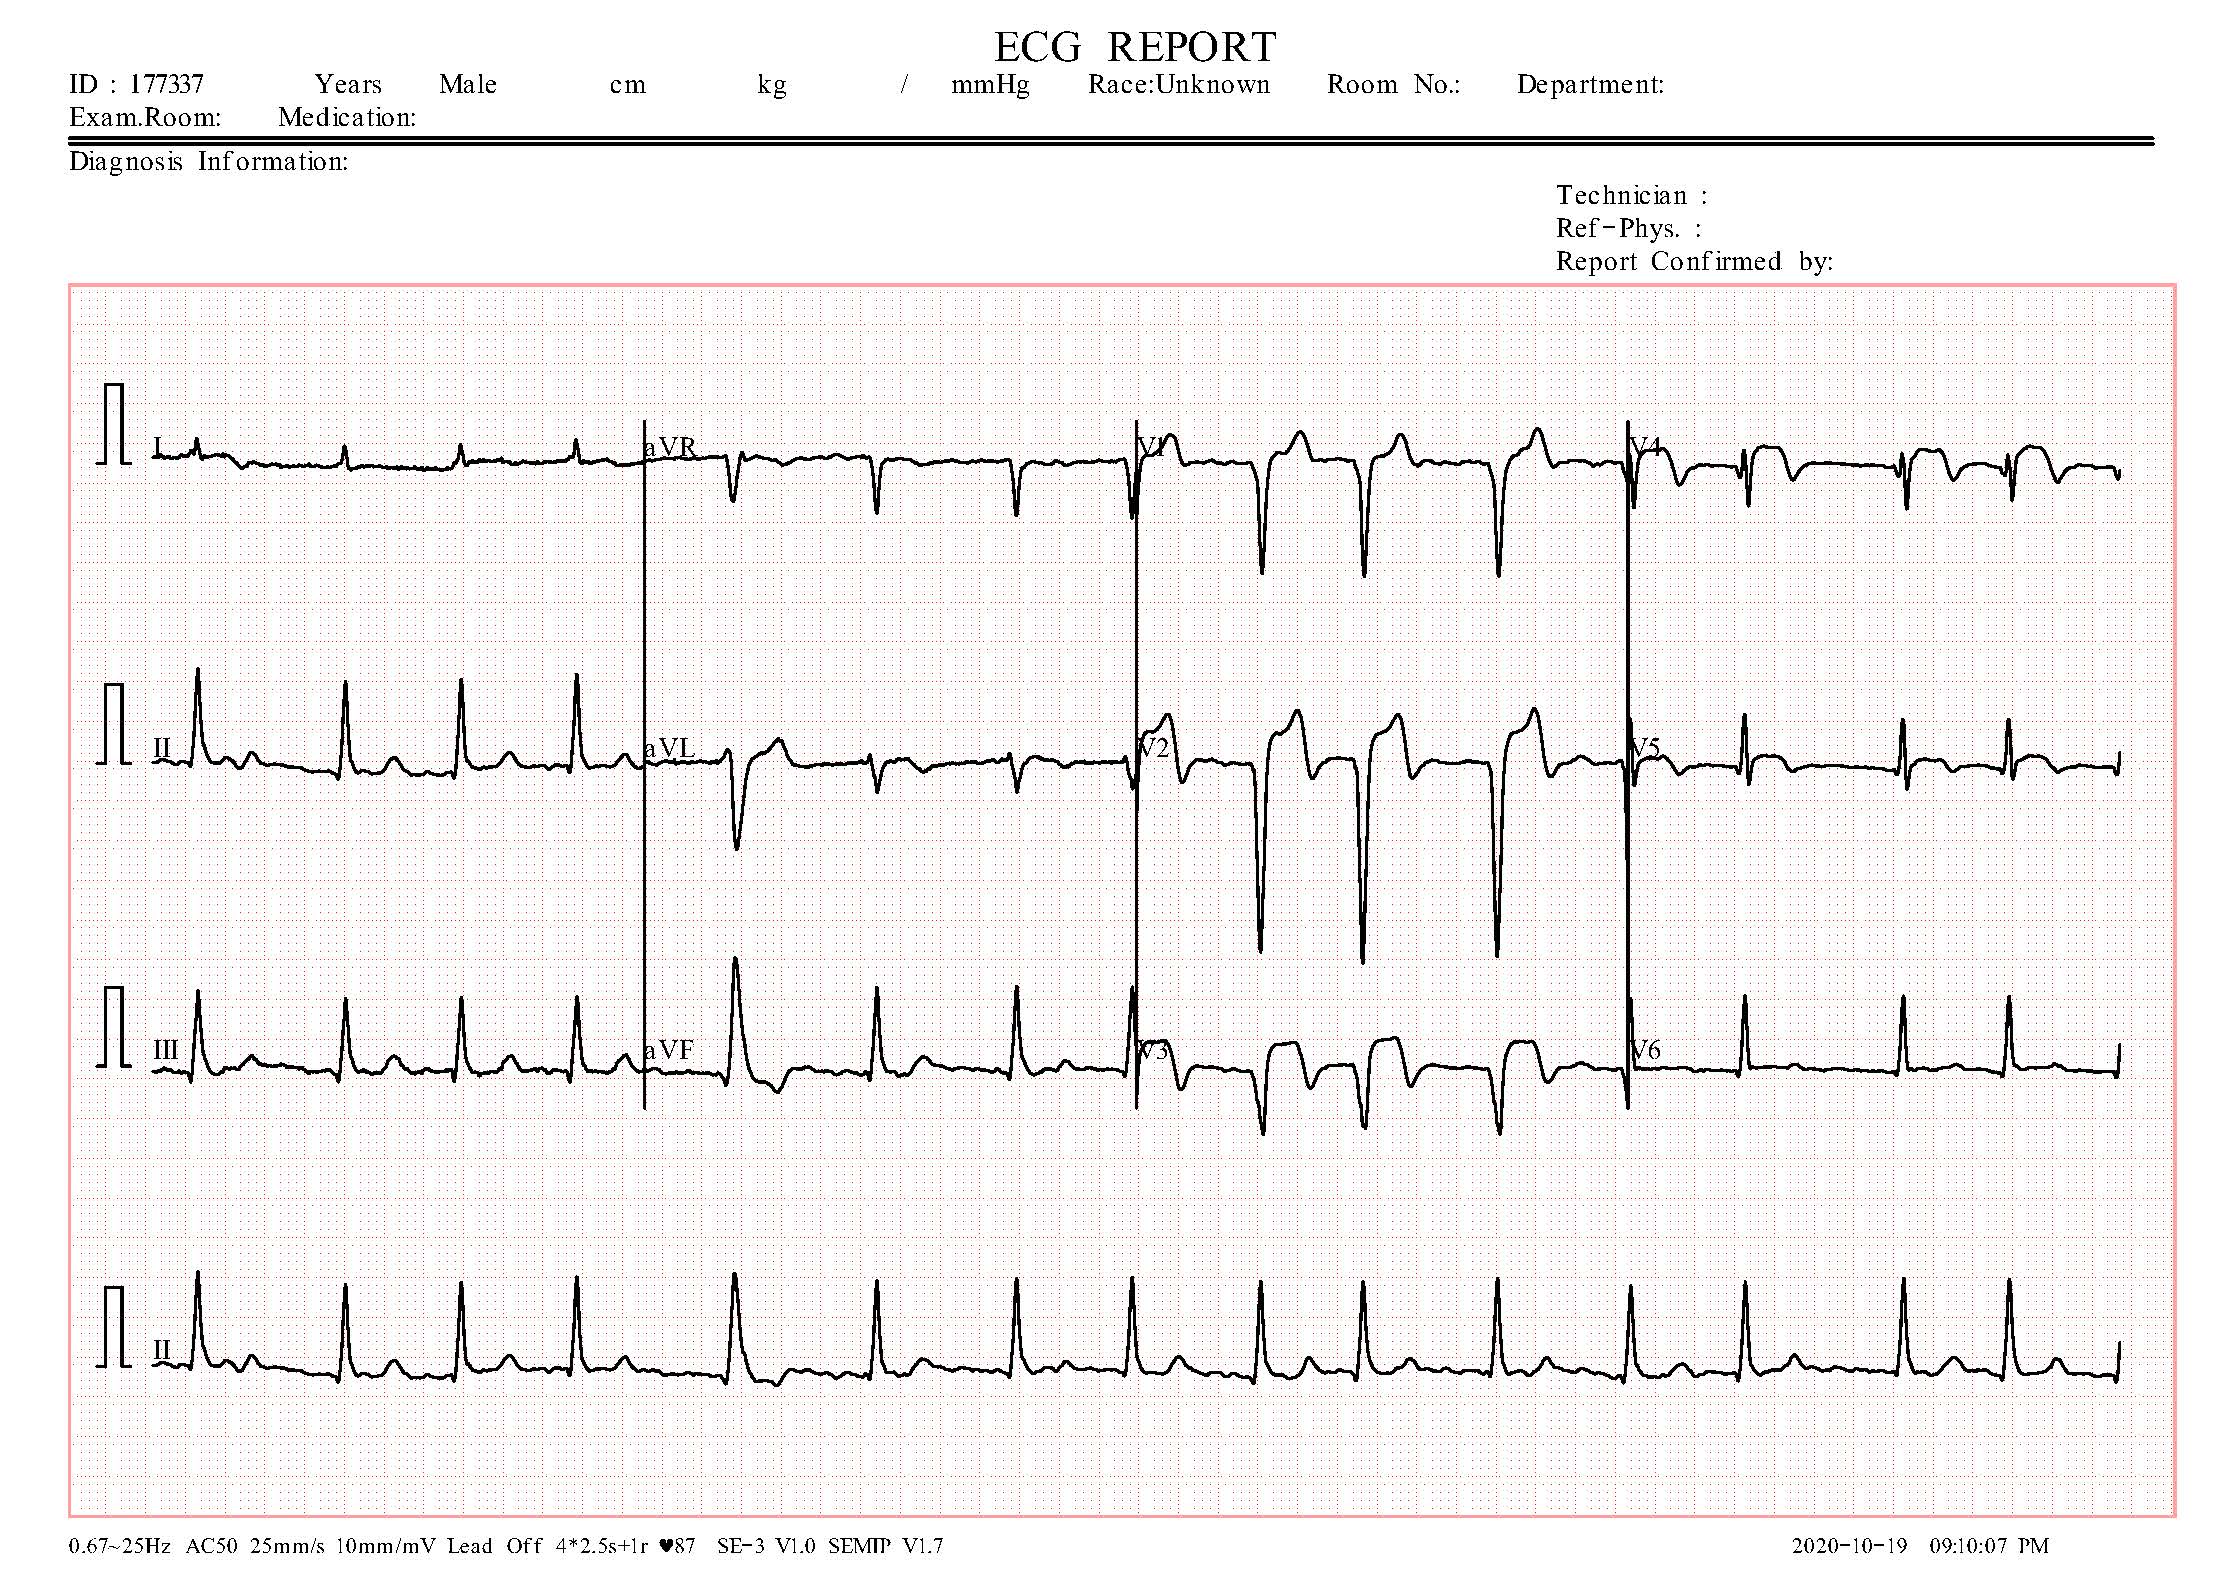 ECG REPORT
ID : 177337 Years Male cm kg / mmHg Race:Unknown Room No.: Department:
Exam.Room: Medication:
Diagnosis Information:
Technician :
Ref-Phys. :
Report Confirmed by:
I aVR V1 V4
II aVL V2 V5
III aVF V3 V6
II
0.67~25Hz AC50 25mm/s 10mm/mV Lead Off 4*2.5s+1r ♥87 SE-3 V1.0 SEMIP V1.7 2020-10-19 09:10:07 PM